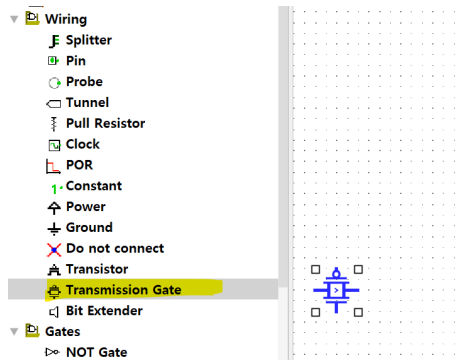 Wiring
Splitter
Pin
Probe
Tunnel
Pull Resistor
Clock
POR
Constant
Power
Ground
Do not connect
Transistor
Transmission Gate
Bit Extender
Gates
NOT Gate